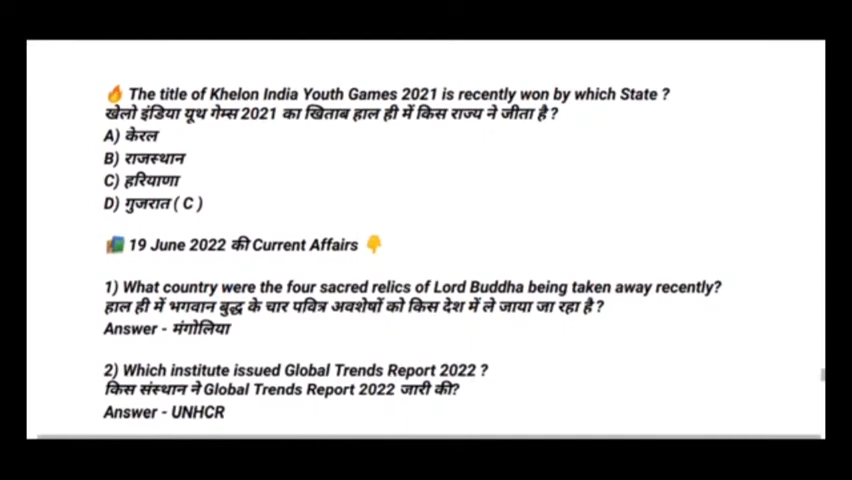 🔥 The title of Khelon India Youth Games 2021 is recently won by which State ?
खेलो इंडिया यूथ गेम्स 2021 का खिताब हाल ही में किस राज्य ने जीता है ?
A) केरल
B) राजस्थान
C) हरियाणा
D) गुजरात ( C )
📚 19 June 2022 की Current Affairs 👇
1) What country were the four sacred relics of Lord Buddha being taken away recently?
हाल ही में भगवान बुद्ध के चार पवित्र अवशेषों को किस देश में ले जाया जा रहा है ?
Answer - मंगोलिया
2) Which institute issued Global Trends Report 2022 ?
किस संस्थान ने Global Trends Report 2022 जारी की?
Answer - UNHCR